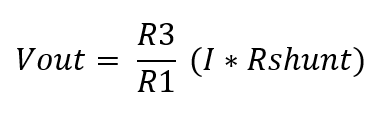 Vout = R3/R1 (I * Rshunt)